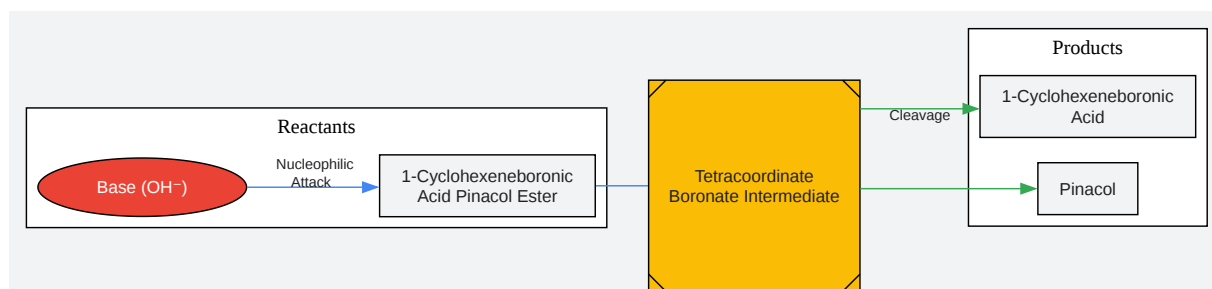 Reactants
Base (OH⁻)
Nucleophilic
Attack
1-Cyclohexeneboronic
Acid Pinacol Ester
Tetracoordinate
Boronate Intermediate
Cleavage
Products
1-Cyclohexeneboronic
Acid
Pinacol